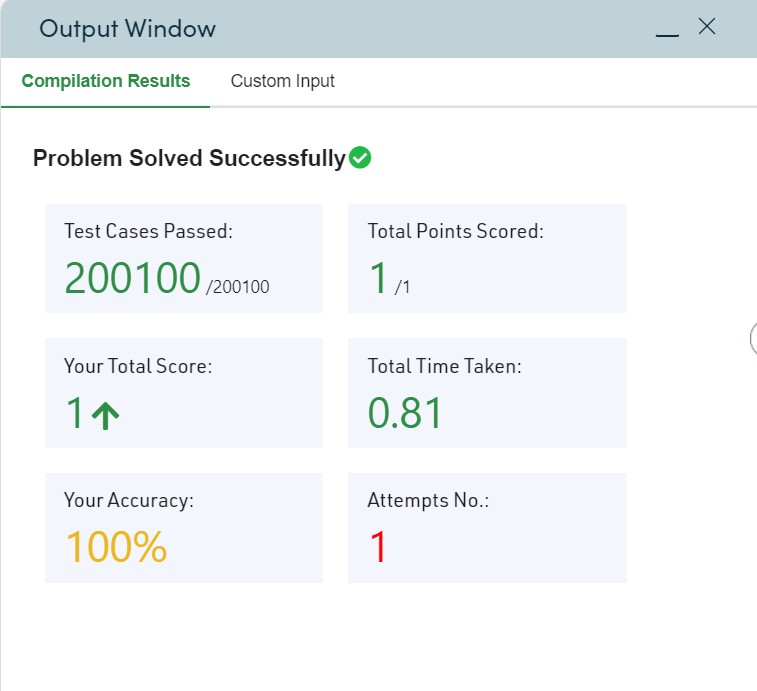 Output Window
Compilation Results Custom Input
Problem Solved Successfully
Test Cases Passed: Total Points Scored:
200100 /200100 1 /1
Your Total Score: Total Time Taken:
1 0.81
Your Accuracy: Attempts No.:
100% 1